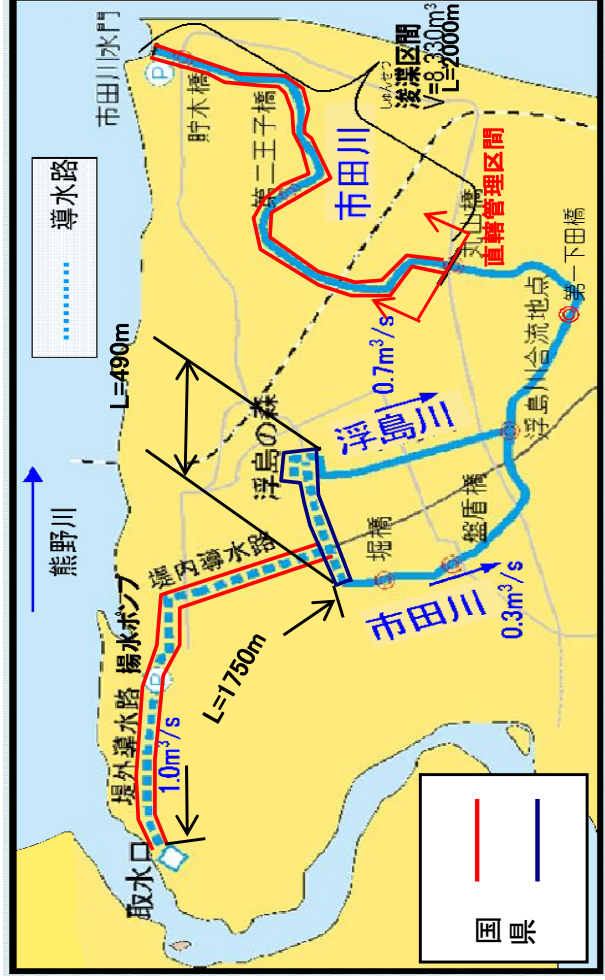 熊野川
導水路
市田川水門
P
貯木橋
第二王子橋
しゅんせつ
浚渫区間
V=8,330m³
L=2000m
市田川
直轄管理区間
丸山橋
第一下田橋
浮島川合流地点
L=490m
0.7m³/s
浮島川
浮島の森
堀橋
盤盾橋
市田川
0.3m³/s
堤内導水路
揚水ポンプ
P
堤外導水路
1.0m³/s
L=1750m
取水口
国
県